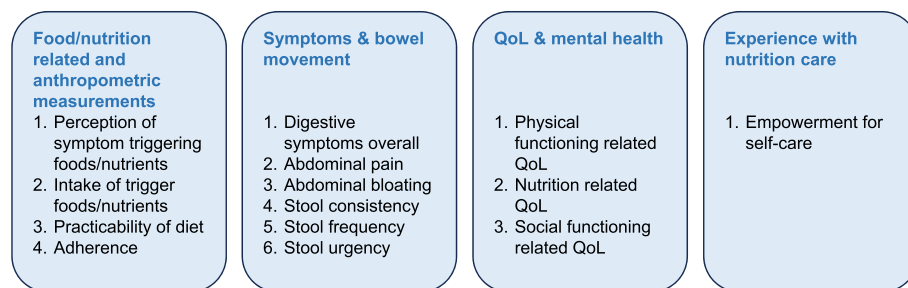 Food/nutrition
related and
anthropometric
measurements
1. Perception of
symptom triggering
foods/nutrients
2. Intake of trigger
foods/nutrients
3. Practicability of diet
4. Adherence
Symptoms & bowel
movement
1. Digestive
symptoms overall
2. Abdominal pain
3. Abdominal bloating
4. Stool consistency
5. Stool frequency
6. Stool urgency
QoL & mental health
1. Physical
functioning related
QoL
2. Nutrition related
QoL
3. Social functioning
related QoL
Experience with
nutrition care
1. Empowerment for
self-care